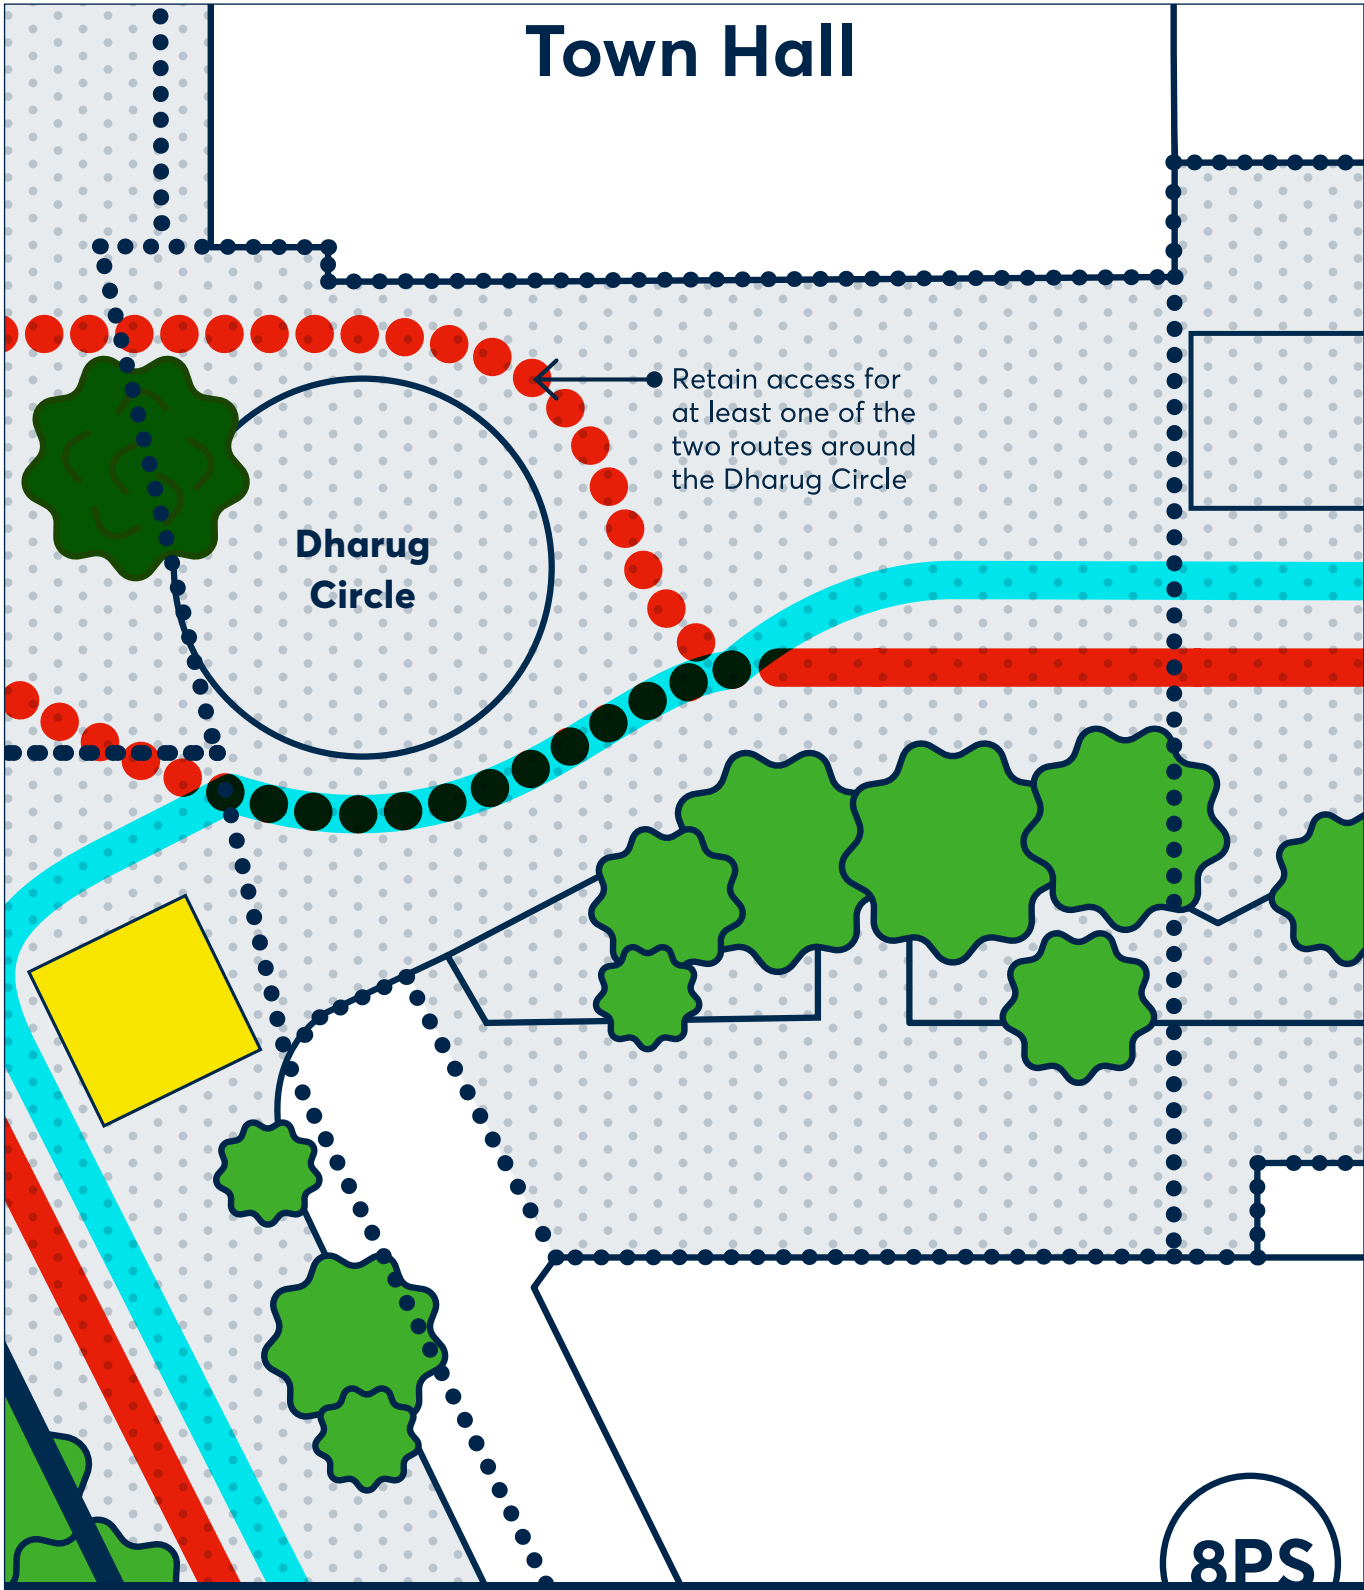 Town Hall
Retain access for
at least one of the
two routes around
the Dharug Circle
Dharug
Circle
8PS